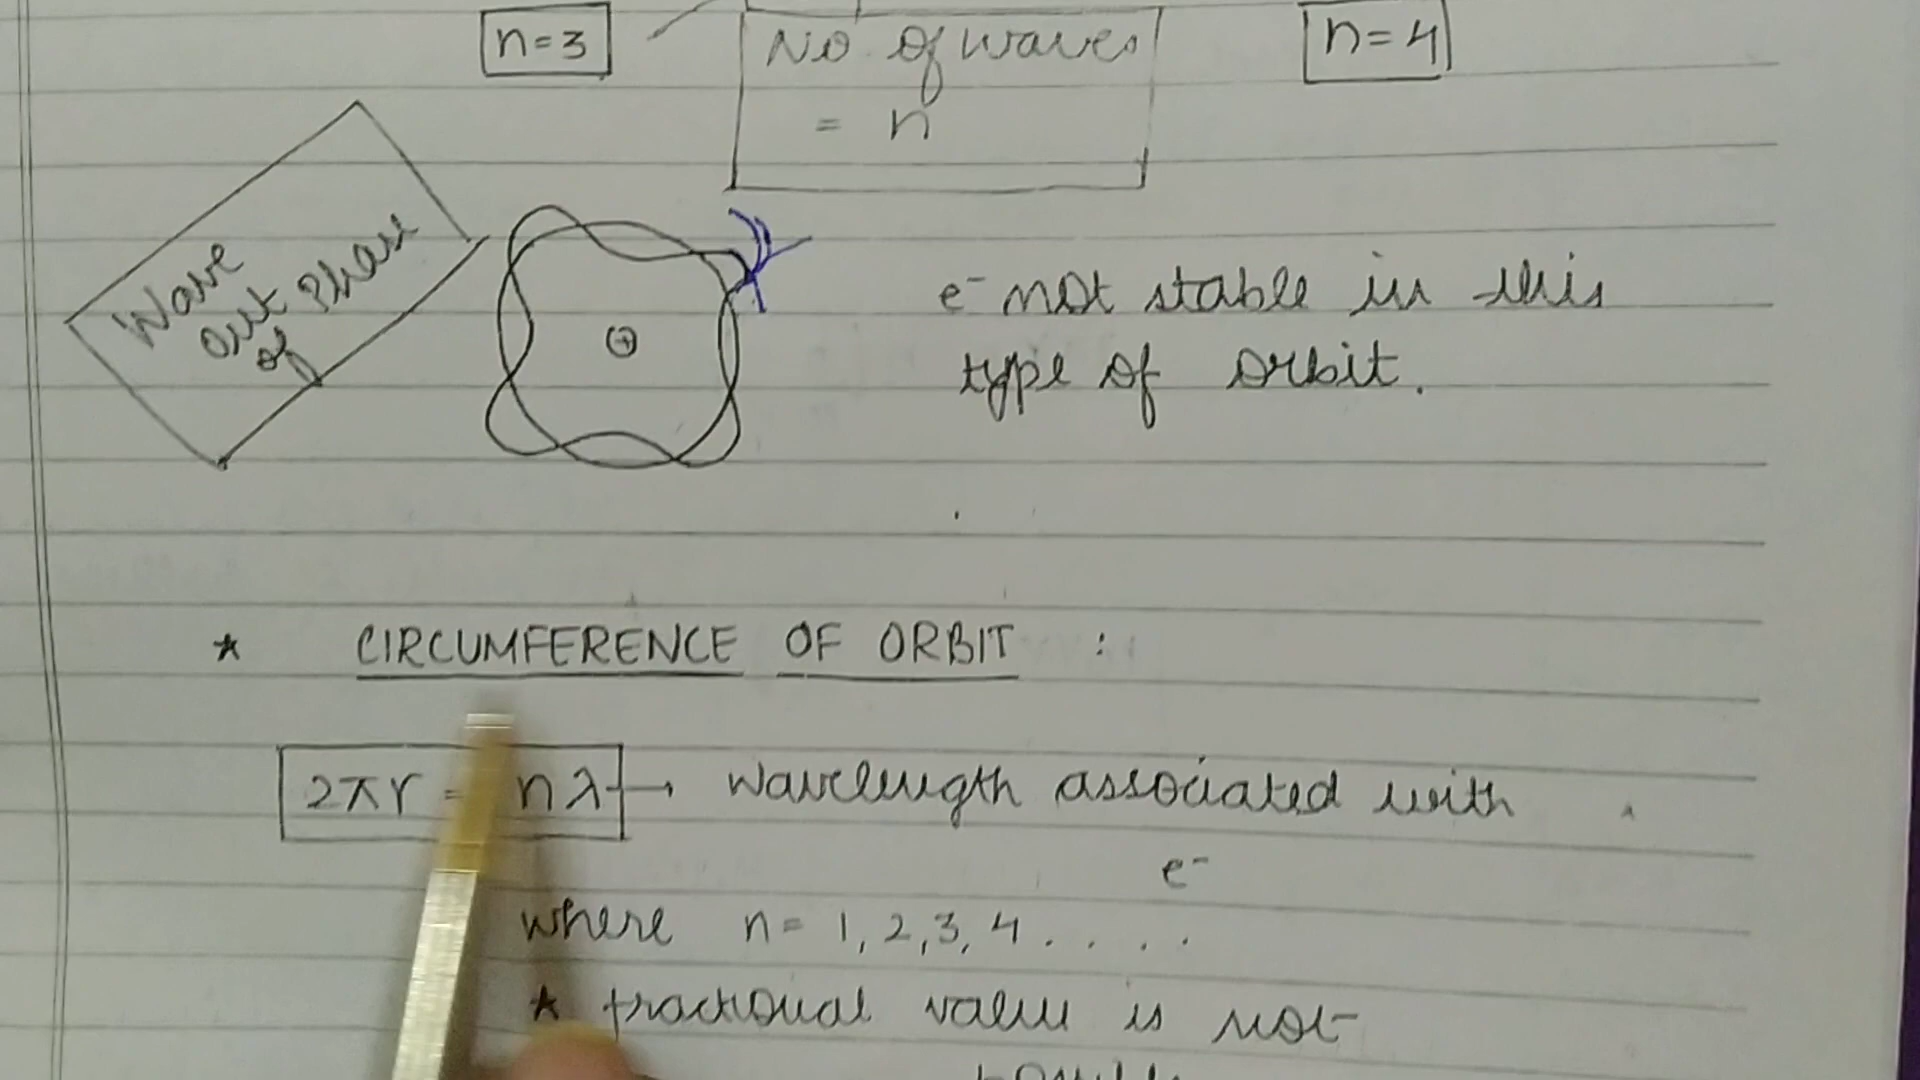 n=3
No of waves
= n
n=4
Wave
out Phase
of
e⁻ not stable in this
type of orbit.
* CIRCUMFERENCE OF ORBIT :
2πr = nλ → wavelength associated with
e⁻
where n= 1, 2, 3, 4 . . . .
* fractional value is not